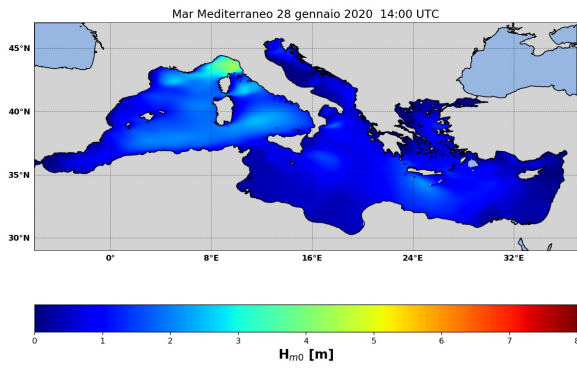 Mar Mediterraneo 28 gennaio 2020 14:00 UTC
45°N
40°N
35°N
30°N
0° 8°E 16°E 24°E 32°E
0 1 2 3 4 5 6 7 8
Hm0 [m]